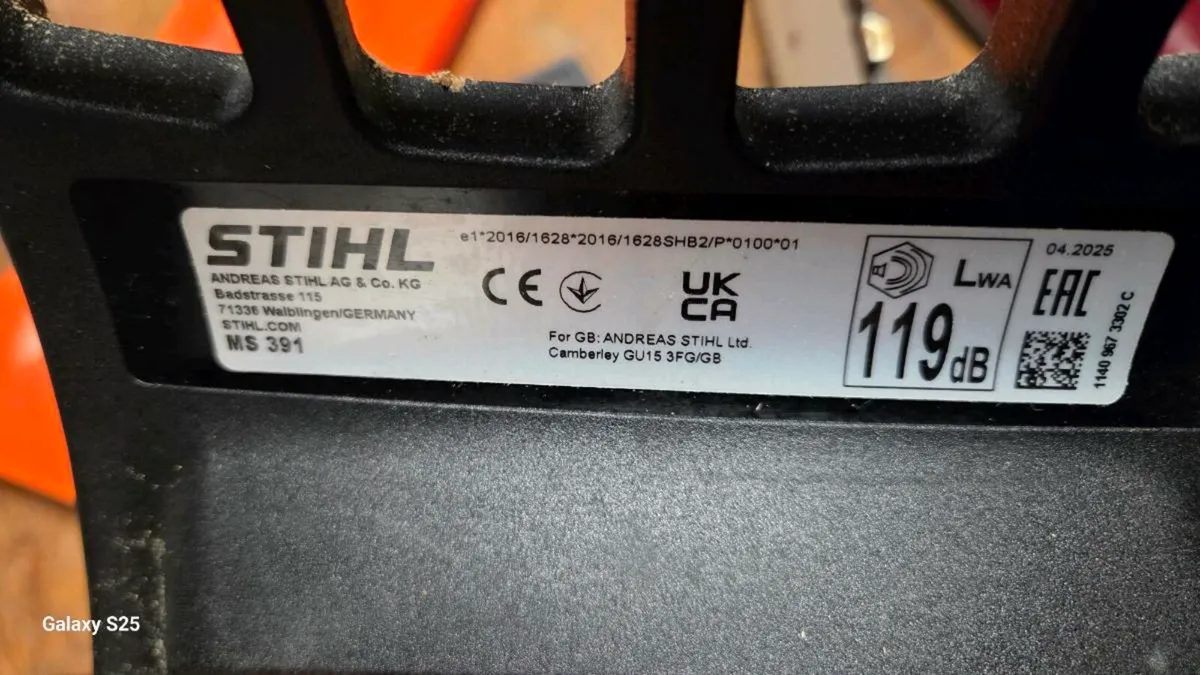 STIHL
ANDREAS STIHL AG & Co. KG
Badstrasse 115
71336 Waiblingen/GERMANY
STIHL.COM
MS 391
e1*2016/1628*2016/1628SHB2/P*0100*01
CE
UK
CA
For GB: ANDREAS STIHL Ltd.
Camberley GU15 3FG/GB
LWA
119dB
04.2025
EAC
1140 967 3302 C
Galaxy S25